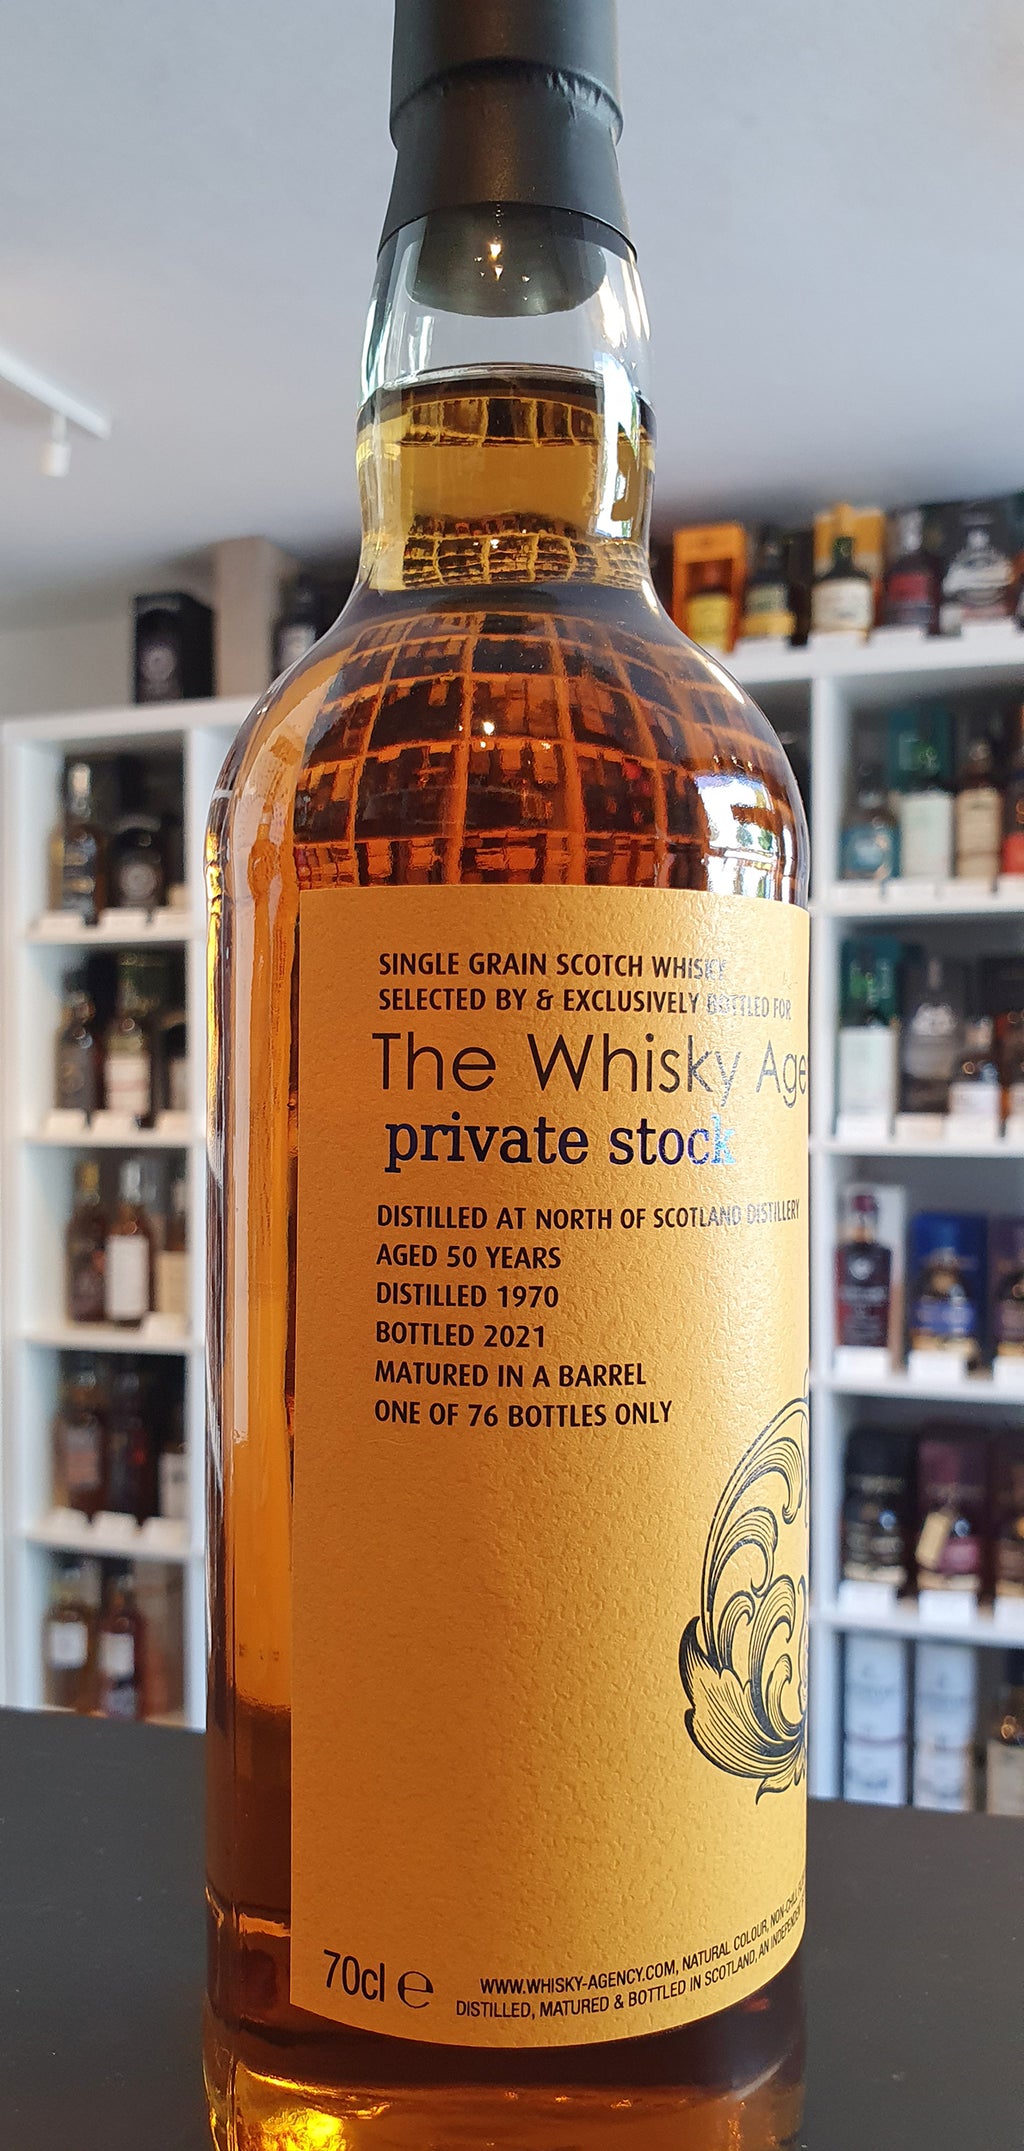 SINGLE GRAIN SCOTCH WHISKY
SELECTED BY & EXCLUSIVELY BOTTLED FOR
The Whisky Age
private stock
DISTILLED AT NORTH OF SCOTLAND DISTILLERY
AGED 50 YEARS
DISTILLED 1970
BOTTLED 2021
MATURED IN A BARREL
ONE OF 76 BOTTLES ONLY
70cl e
WWW.WHISKY-AGENCY.COM, NATURAL COLOUR, NON-CHILL
DISTILLED, MATURED & BOTTLED IN SCOTLAND, AN INDEPENDENT